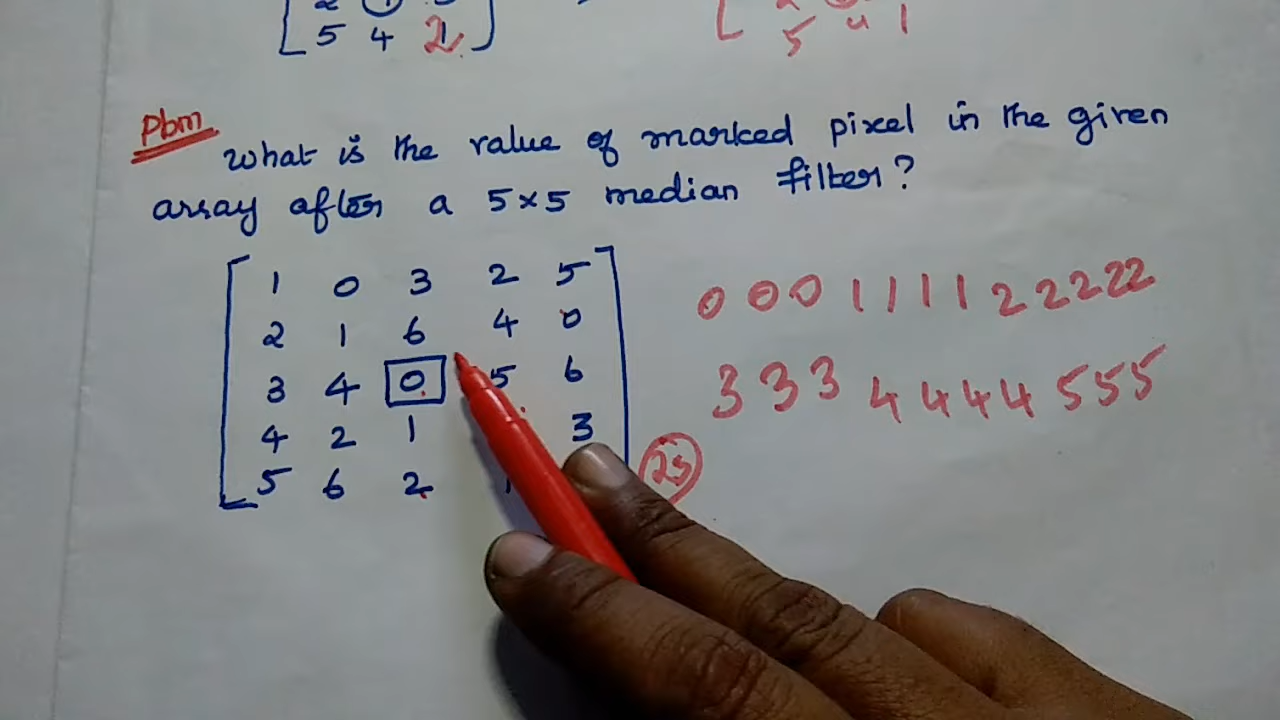 5 4 2
5 4 1
Pbm
What is the value of marked pixel in the given
array after a 5×5 median filter?
1 0 3 2 5
2 1 6 4 0
3 4 0 5 6
4 2 1 3
5 6 2
0 0 0 1 1 1 1 2 2 2 2 2
3 3 3 4 4 4 4 5 5 5
25